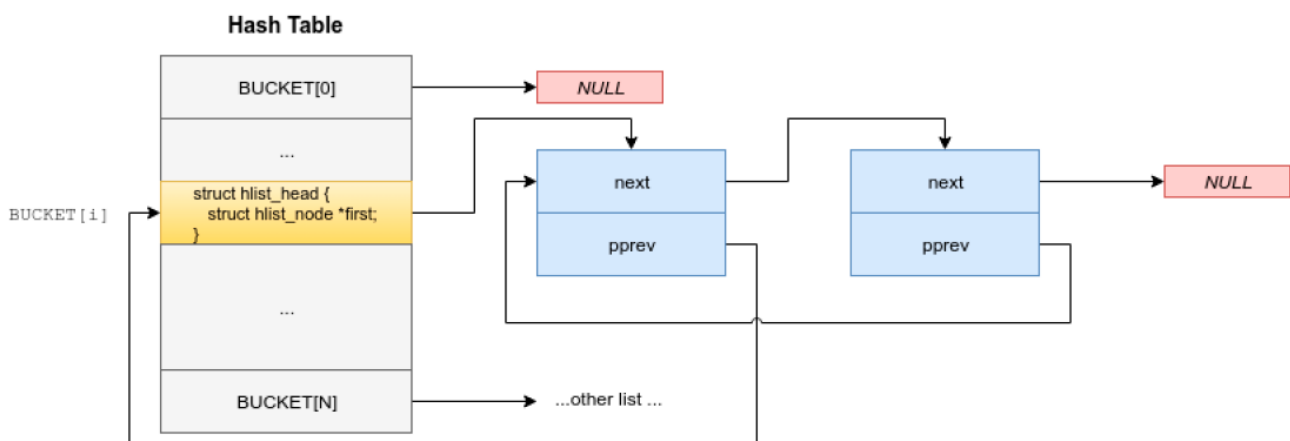 Hash Table
BUCKET[0]
NULL
...
next
next
NULL
struct hlist_head {
struct hlist_node *first;
}
BUCKET[i]
pprev
pprev
...
BUCKET[N]
...other list ...